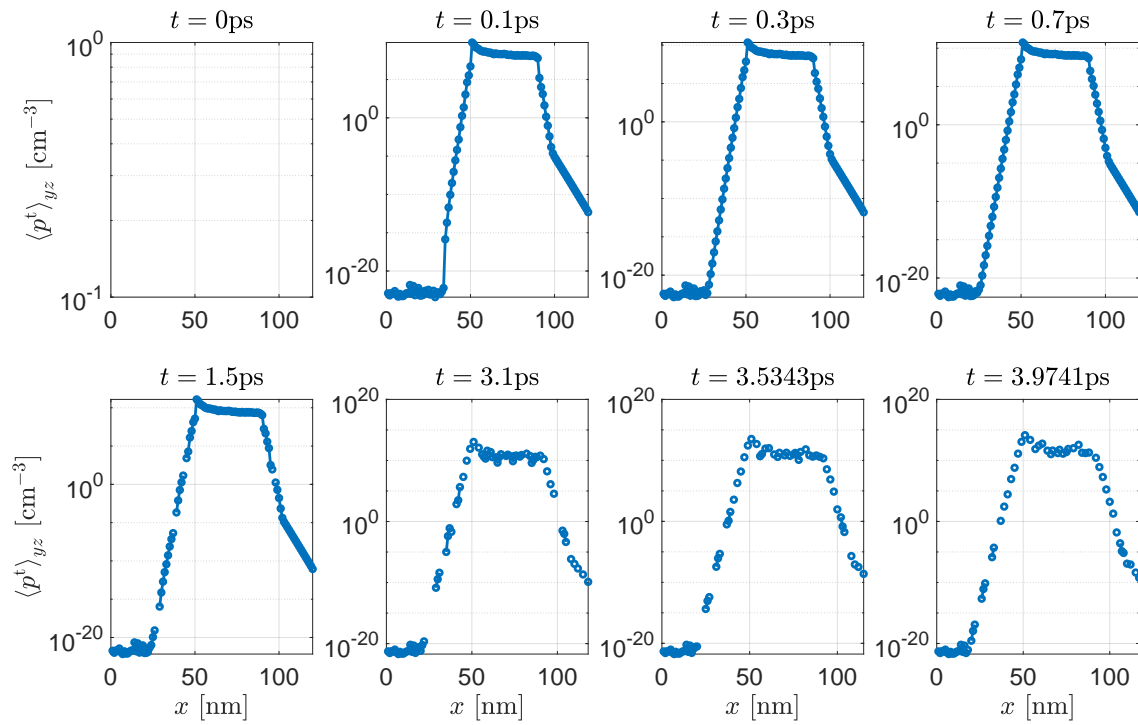 t = 0ps
t = 0.1ps
t = 0.3ps
t = 0.7ps
⟨p^t⟩_yz [cm^−3]
10^0
10^-1
0 50 100
10^0
10^-20
0 50 100
10^0
10^-20
0 50 100
10^0
10^-20
0 50 100
t = 1.5ps
t = 3.1ps
t = 3.5343ps
t = 3.9741ps
⟨p^t⟩_yz [cm^−3]
10^0
10^-20
0 50 100
x [nm]
10^20
10^0
10^-20
0 50 100
x [nm]
10^20
10^0
10^-20
0 50 100
x [nm]
10^20
10^0
10^-20
0 50 100
x [nm]